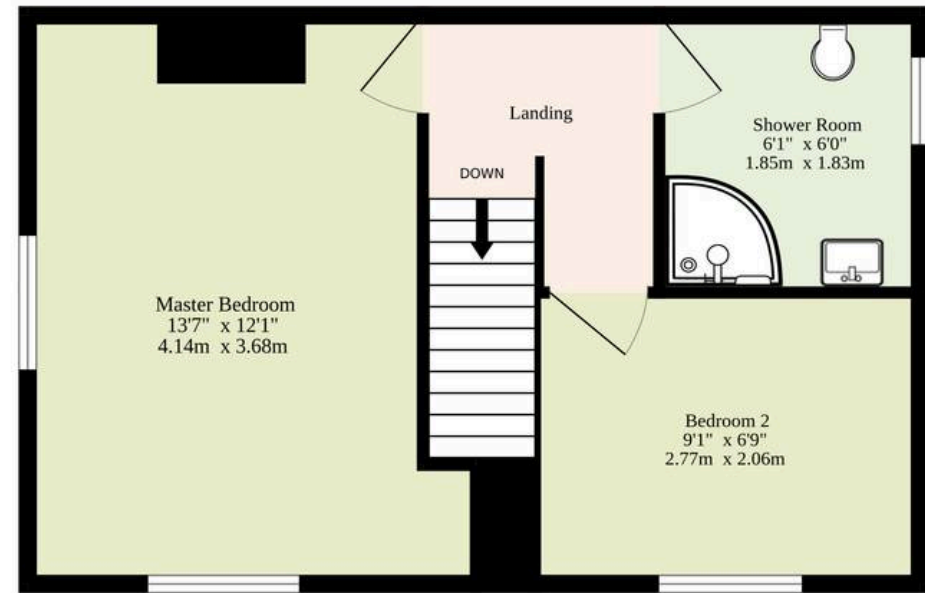 Landing
Shower Room
6'1" x 6'0"
1.85m x 1.83m
DOWN
Master Bedroom
13'7" x 12'1"
4.14m x 3.68m
Bedroom 2
9'1" x 6'9"
2.77m x 2.06m